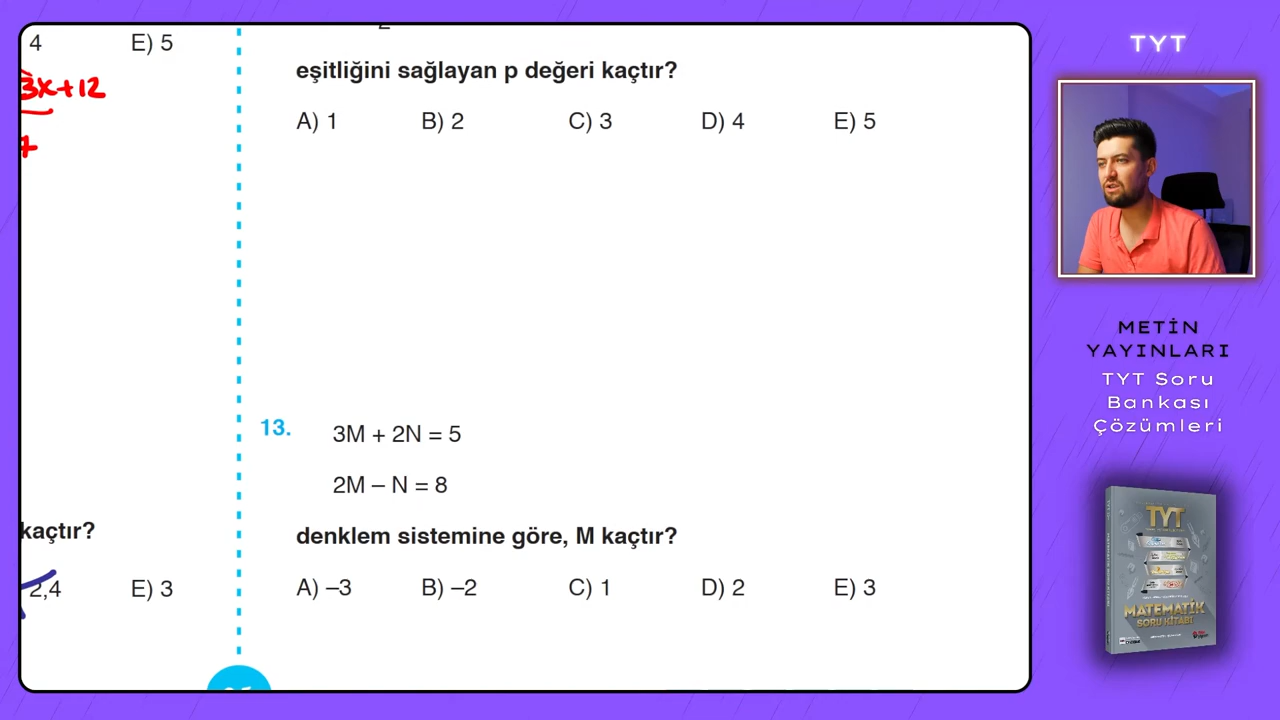 4 E) 5
3x+12
7
kaçtır?
2,4 E) 3
2
eşitliğini sağlayan p değeri kaçtır?
A) 1 B) 2 C) 3 D) 4 E) 5
13. 3M + 2N = 5
2M – N = 8
denklem sistemine göre, M kaçtır?
A) –3 B) –2 C) 1 D) 2 E) 3
TYT
METİN
YAYINLARI
TYT Soru
Bankası
Çözümleri
TYT
MATEMATİK
SORU KİTABI